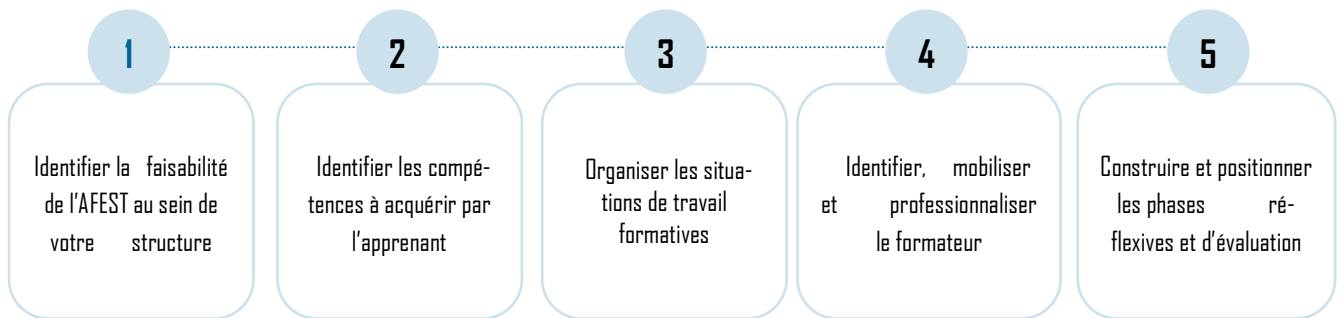 1
Identifier la faisabilité
de l'AFEST au sein de
votre structure
2
Identifier les compé-
tences à acquérir par
l'apprenant
3
Organiser les situa-
tions de travail
formatives
4
Identifier, mobiliser
et professionnaliser
le formateur
5
Construire et positionner
les phases ré-
flexives et d'évaluation